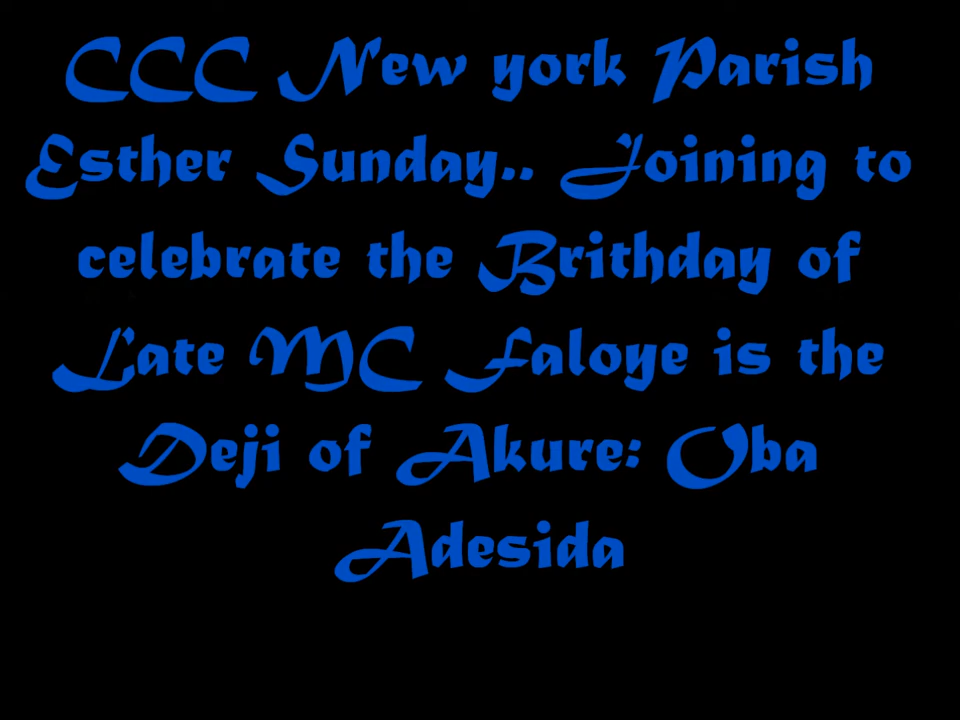 CCC New york Parish
Esther Sunday.. Joining to
celebrate the Brithday of
Late MC Faloye is the
Deji of Akure: Oba
Adesida